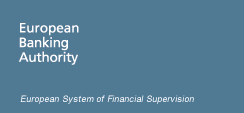 European
Banking
Authority
European System of Financial Supervision